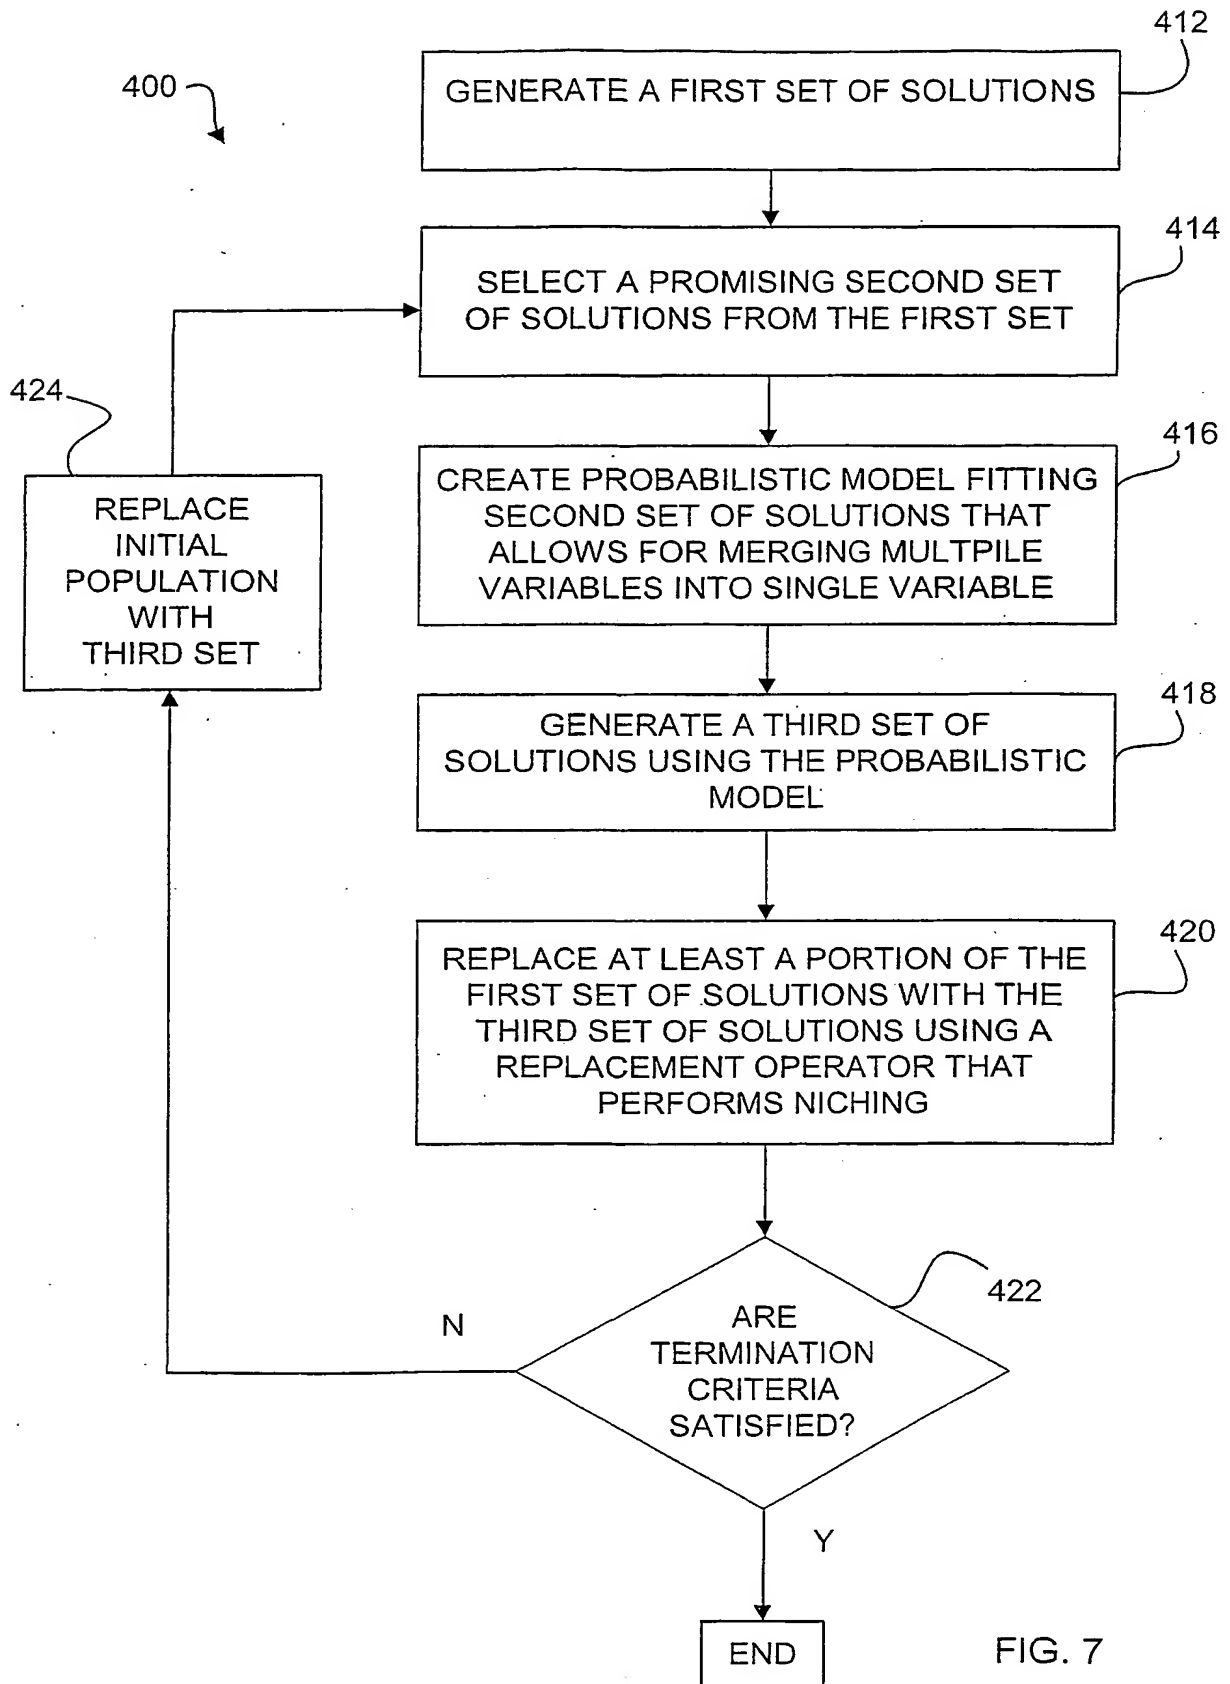 412
400
GENERATE A FIRST SET OF SOLUTIONS
414
SELECT A PROMISING SECOND SET
OF SOLUTIONS FROM THE FIRST SET
424
416
REPLACE
INITIAL
POPULATION
WITH
THIRD SET
CREATE PROBABILISTIC MODEL FITTING
SECOND SET OF SOLUTIONS THAT
ALLOWS FOR MERGING MULTPILE
VARIABLES INTO SINGLE VARIABLE
418
GENERATE A THIRD SET OF
SOLUTIONS USING THE PROBABILISTIC
MODEL
420
REPLACE AT LEAST A PORTION OF THE
FIRST SET OF SOLUTIONS WITH THE
THIRD SET OF SOLUTIONS USING A
REPLACEMENT OPERATOR THAT
PERFORMS NICHING
422
N
ARE
TERMINATION
CRITERIA
SATISFIED?
Y
END
FIG. 7